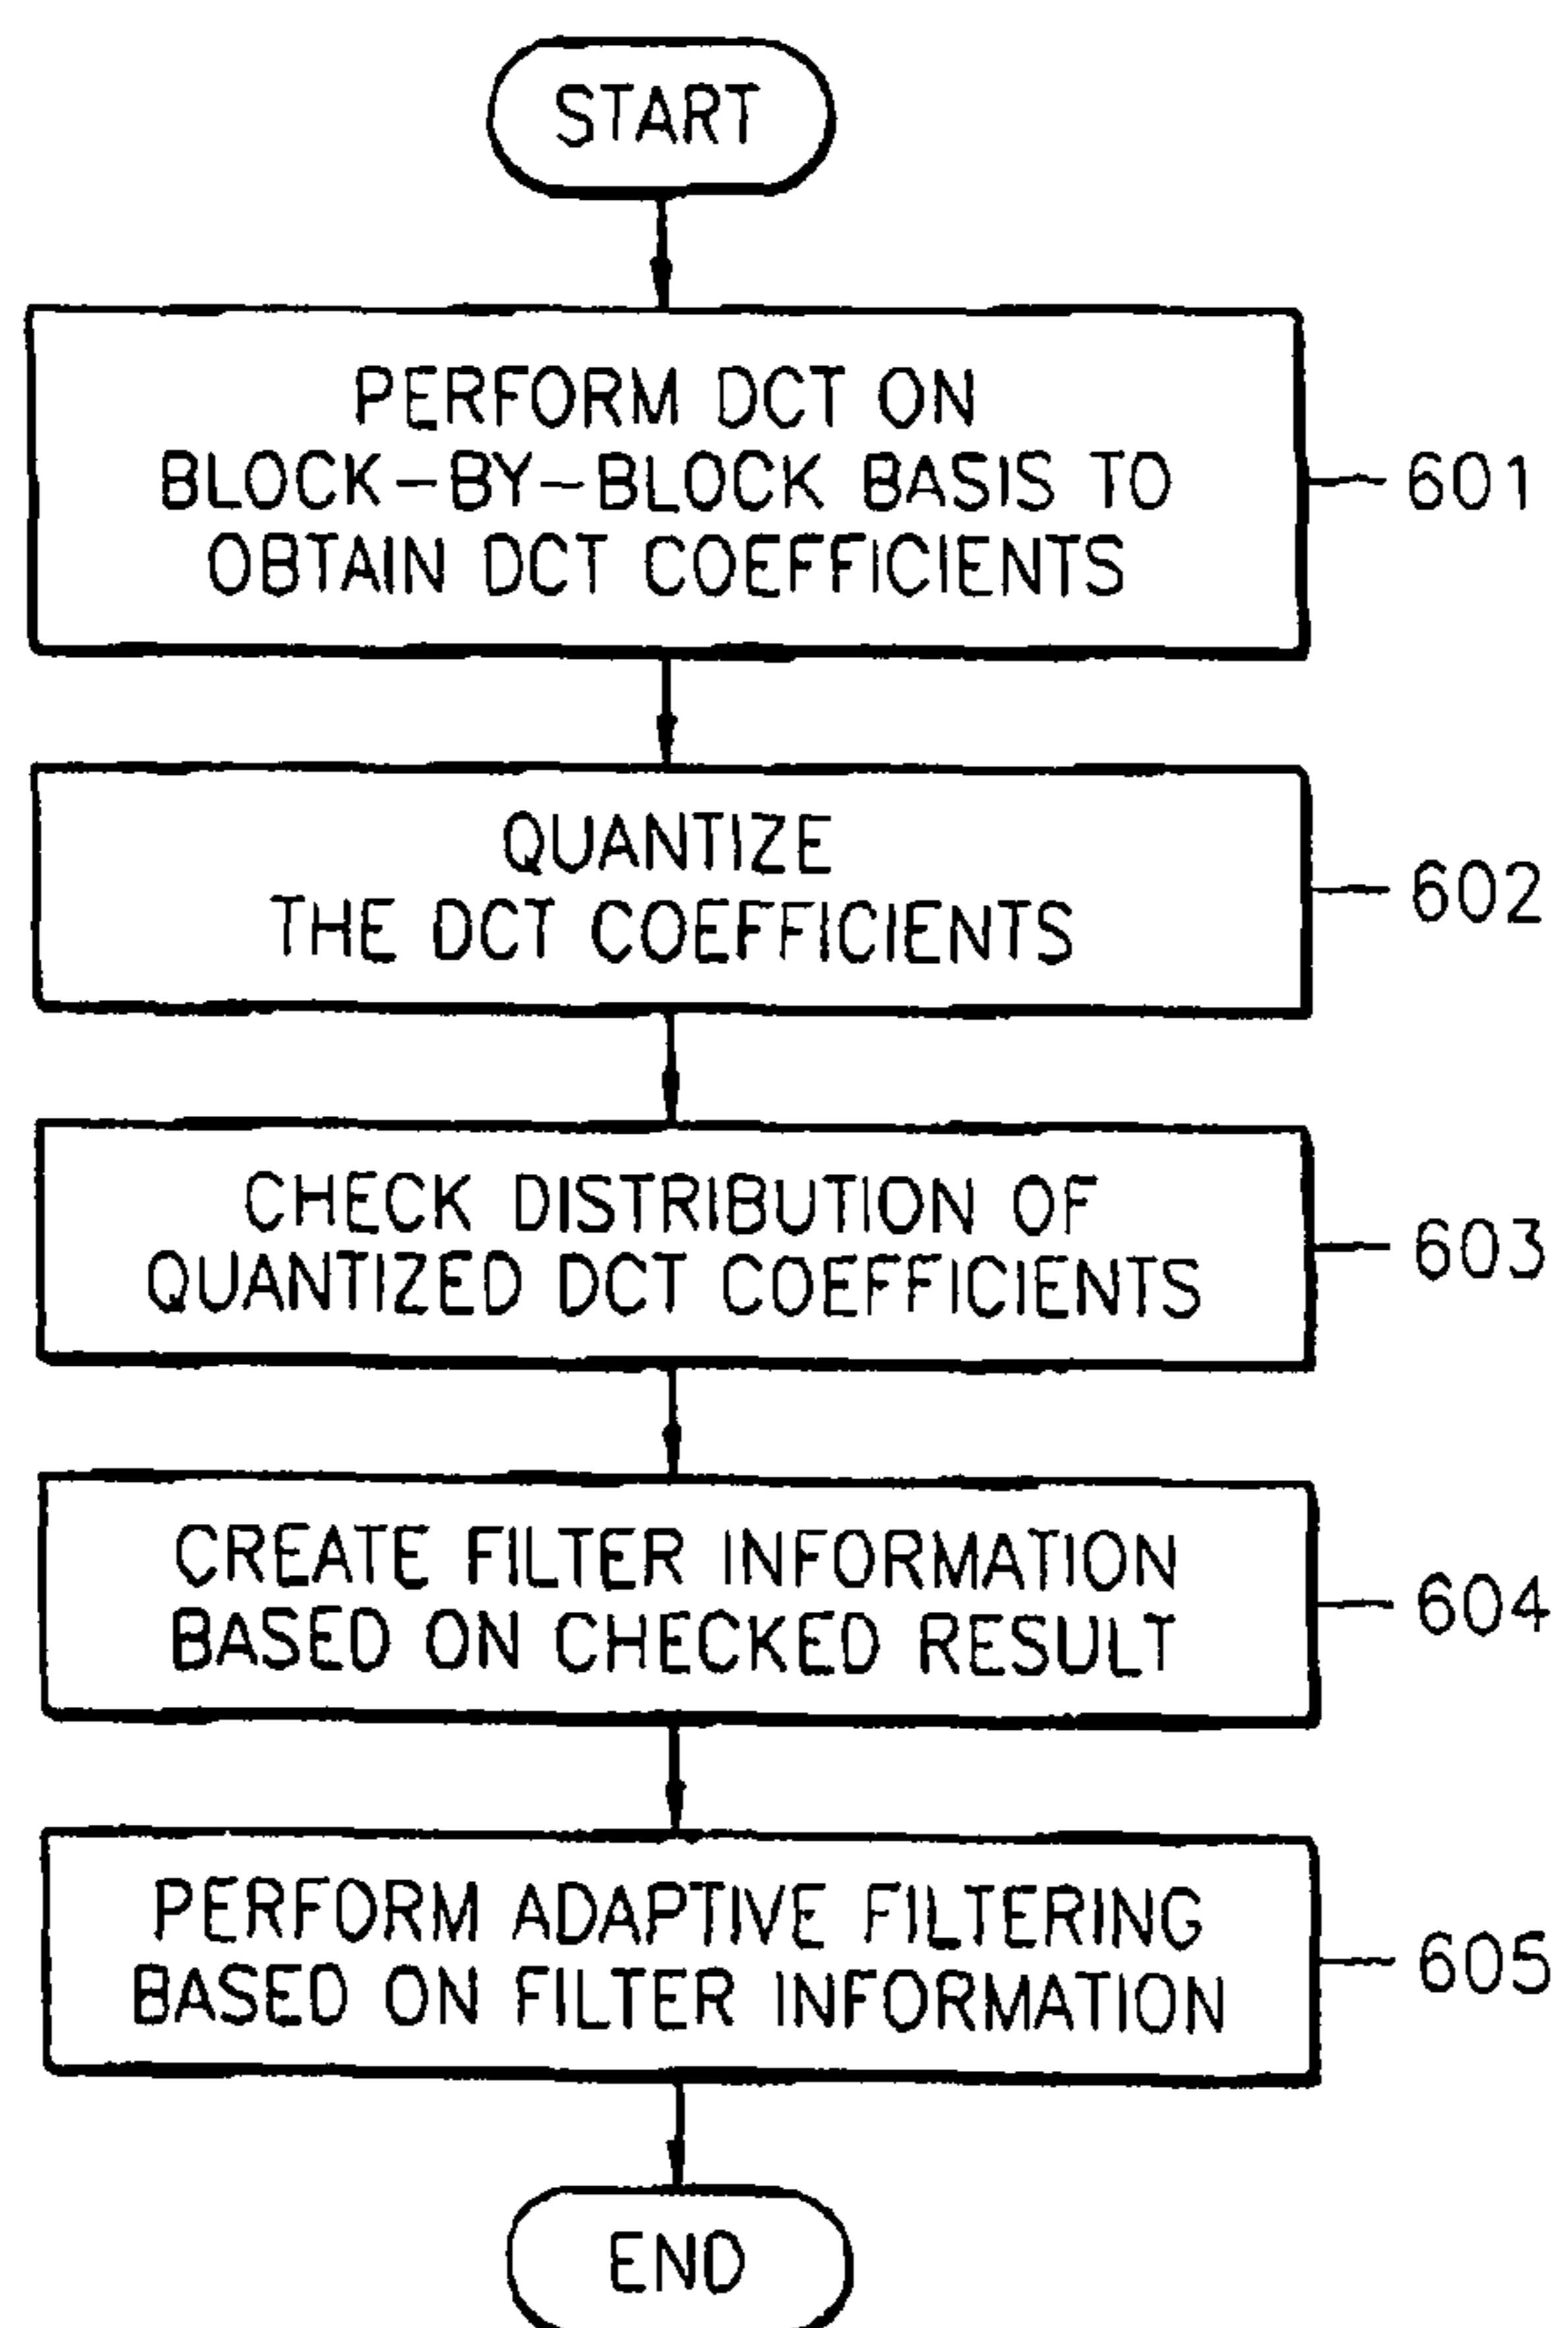 START
PERFORM DCT ON
BLOCK-BY-BLOCK BASIS TO
OBTAIN DCT COEFFICIENTS
601
QUANTIZE
THE DCT COEFFICIENTS
602
CHECK DISTRIBUTION OF
QUANTIZED DCT COEFFICIENTS
603
CREATE FILTER INFORMATION
BASED ON CHECKED RESULT
604
PERFORM ADAPTIVE FILTERING
BASED ON FILTER INFORMATION
605
END